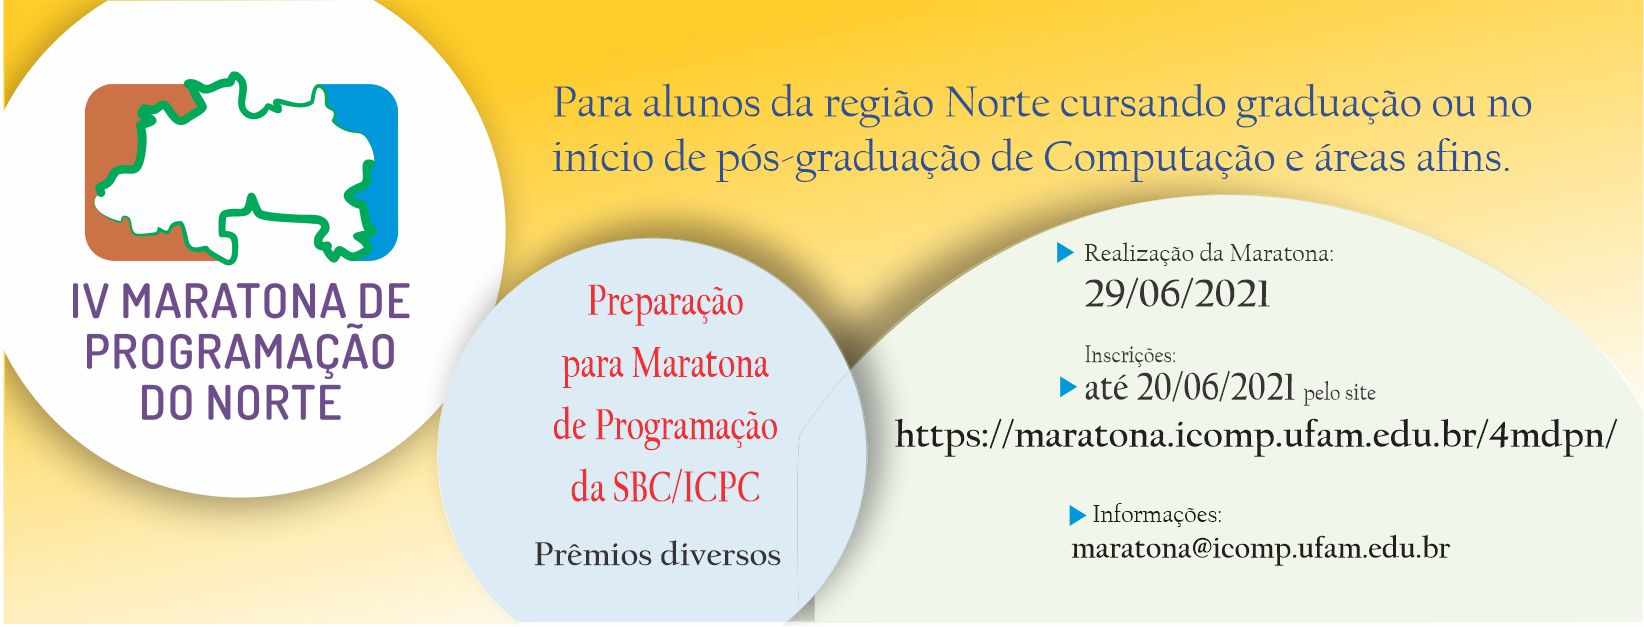 IV MARATONA DE
PROGRAMAÇÃO
DO NORTE
Para alunos da região Norte cursando graduação ou no
início de pós-graduação de Computação e áreas afins.
Preparação
para Maratona
de Programação
da SBC/ICPC
Prêmios diversos
Realização da Maratona:
29/06/2021
Inscrições:
até 20/06/2021 pelo site
https://maratona.icomp.ufam.edu.br/4mdpn/
Informações:
maratona@icomp.ufam.edu.br